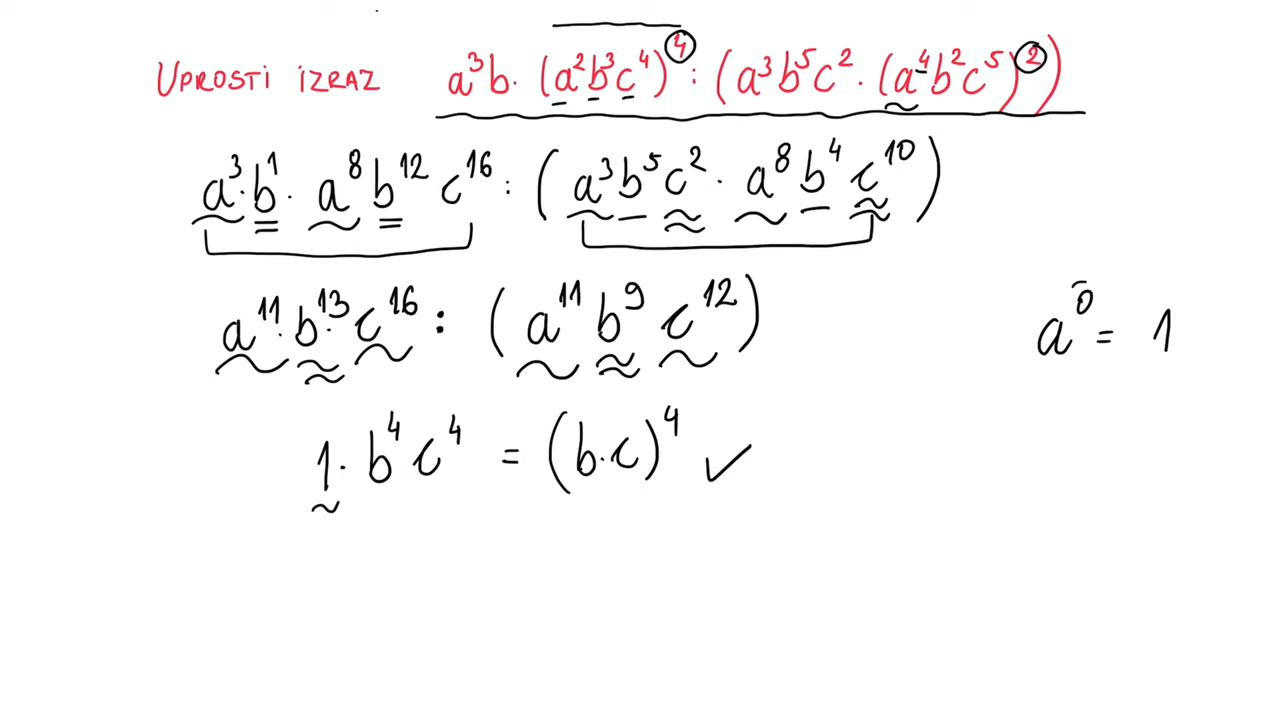 UPROSTI IZRAZ a³b · (a²b³c⁴)⁴ : (a³b⁵c² · (a⁴b²c⁵)²)
a³·b¹· a⁸ b¹² c¹⁶ : (a³ b⁵ c² · a⁸ b⁴ c¹⁰)
a¹¹· b¹³· c¹⁶ : (a¹¹ b⁹ c¹²)
a⁰ = 1
1· b⁴ c⁴ = (b·c)⁴ ✓